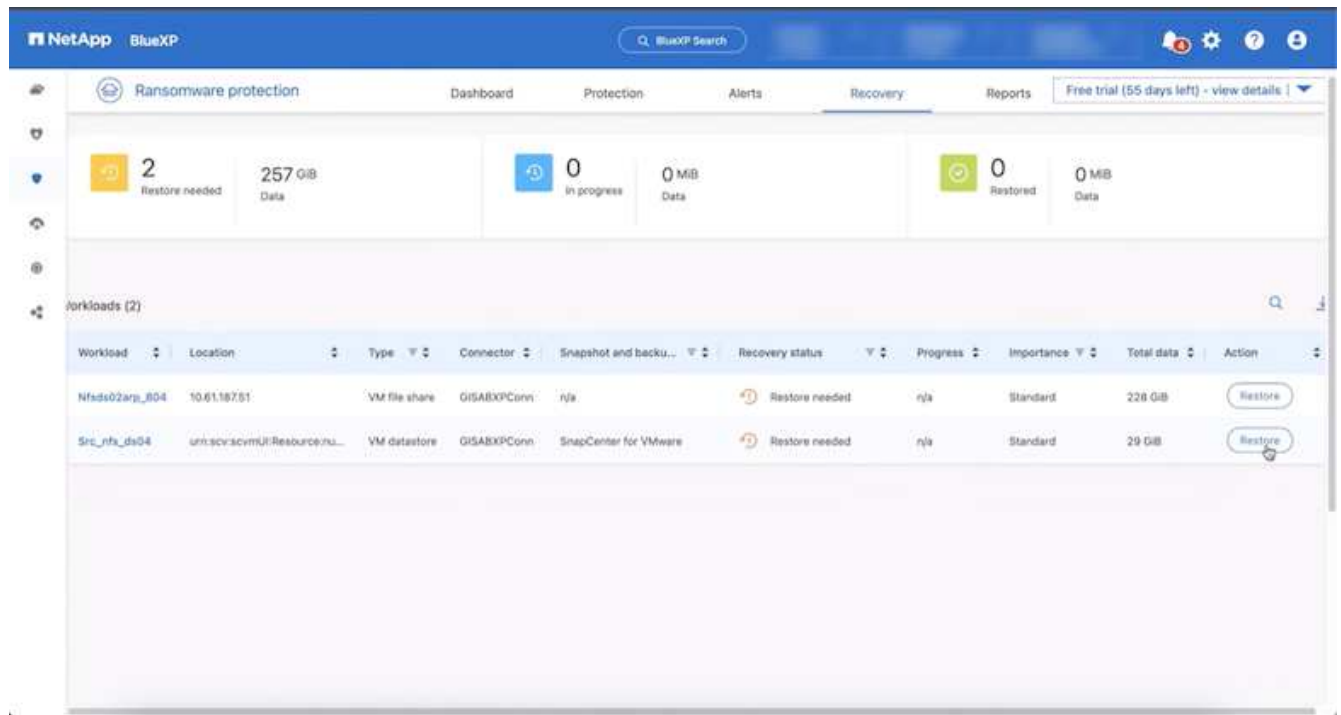 NetApp BlueXP BlueXP Search 4
Ransomware protection Dashboard Protection Alerts Recovery Reports Free trial (55 days left) - view details |
2 257 GiB 0 0 MiB 0 0 MiB
Restore needed Data In progress Data Restored Data
Workloads (2)
Workload Location Type Connector Snapshot and backu... Recovery status Progress Importance Total data Action
Nfsds02arp_804 10.61.187.51 VM file share GISABXPConn n/a Restore needed n/a Standard 228 GiB Restore
Src_nfs_ds04 urn:scv:scvmUI:Resource:nu... VM datastore GISABXPConn SnapCenter for VMware Restore needed n/a Standard 29 GiB Restore